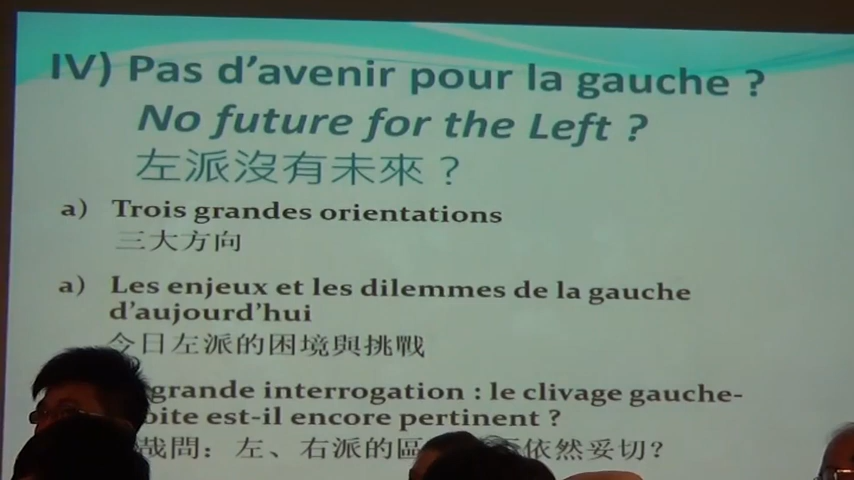 IV) Pas d'avenir pour la gauche ?
No future for the Left ?
左派沒有未來？
a) Trois grandes orientations
三大方向
a) Les enjeux et les dilemmes de la gauche
d'aujourd'hui
今日左派的困境與挑戰
grande interrogation : le clivage gauche-
oite est-il encore pertinent ?
哉問：左、右派的區 依然妥切?